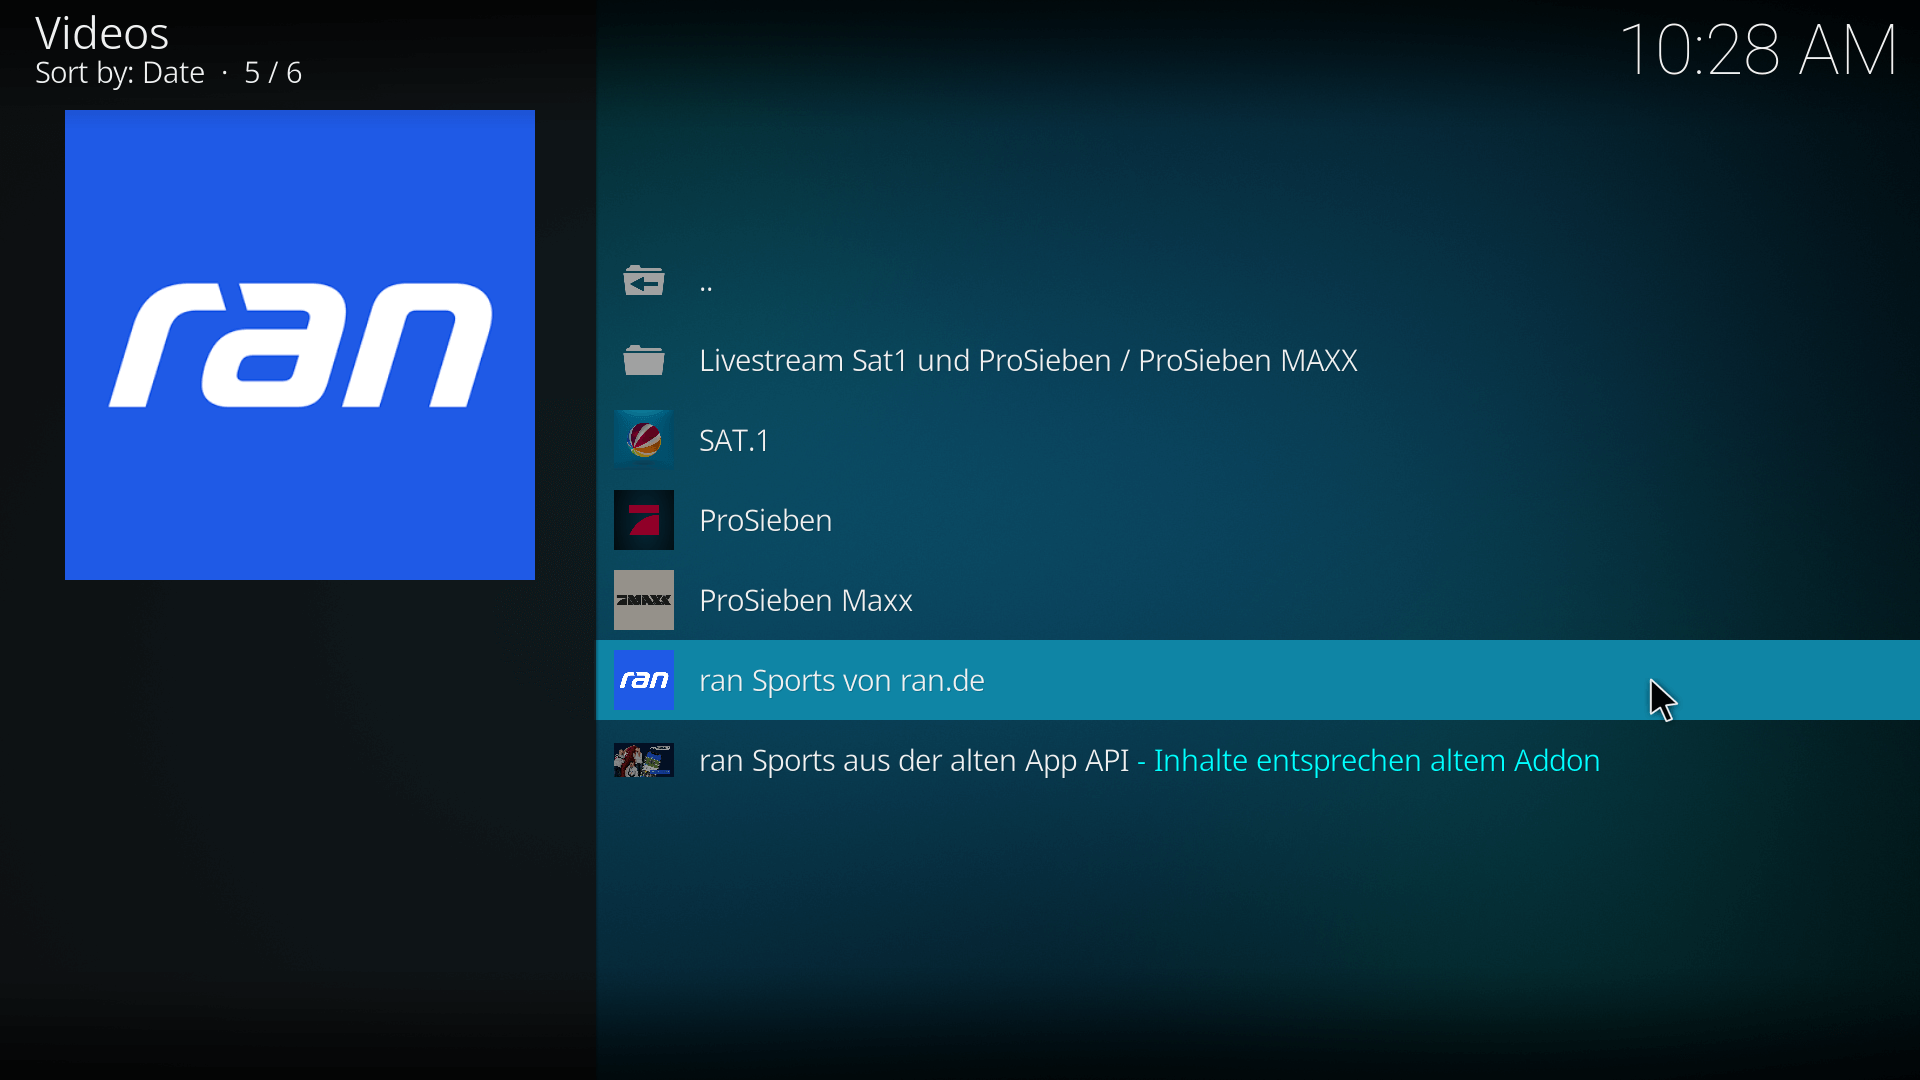 Videos
Sort by: Date · 5 / 6
10:28 AM
ran
..
Livestream Sat1 und ProSieben / ProSieben MAXX
SAT.1
ProSieben
MAXX
ProSieben Maxx
ran
ran Sports von ran.de
ran Sports aus der alten App API - Inhalte entsprechen altem Addon